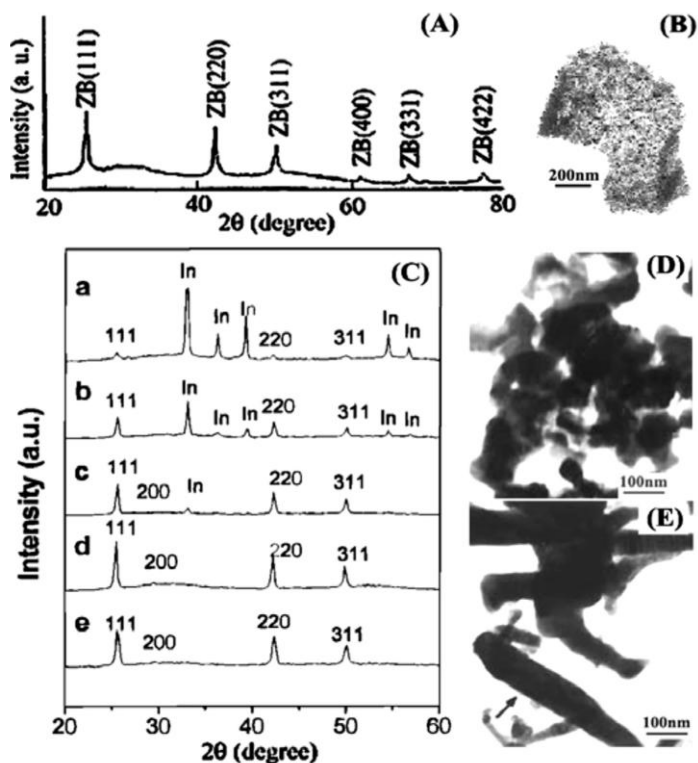 (A)
Intensity (a. u.)
ZB(111)
ZB(220)
ZB(311)
ZB(400)
ZB(331)
ZB(422)
20 40 60 80
2θ (degree)
(B)
200nm
(C)
Intensity (a.u.)
a
111 In In In 220 311 In In
b
111 In In In 220 311 In In
c
111 200 In 220 311
d
111 200 220 311
e
111 200 220 311
20 30 40 50 60
2θ (degree)
(D)
100nm
(E)
100nm